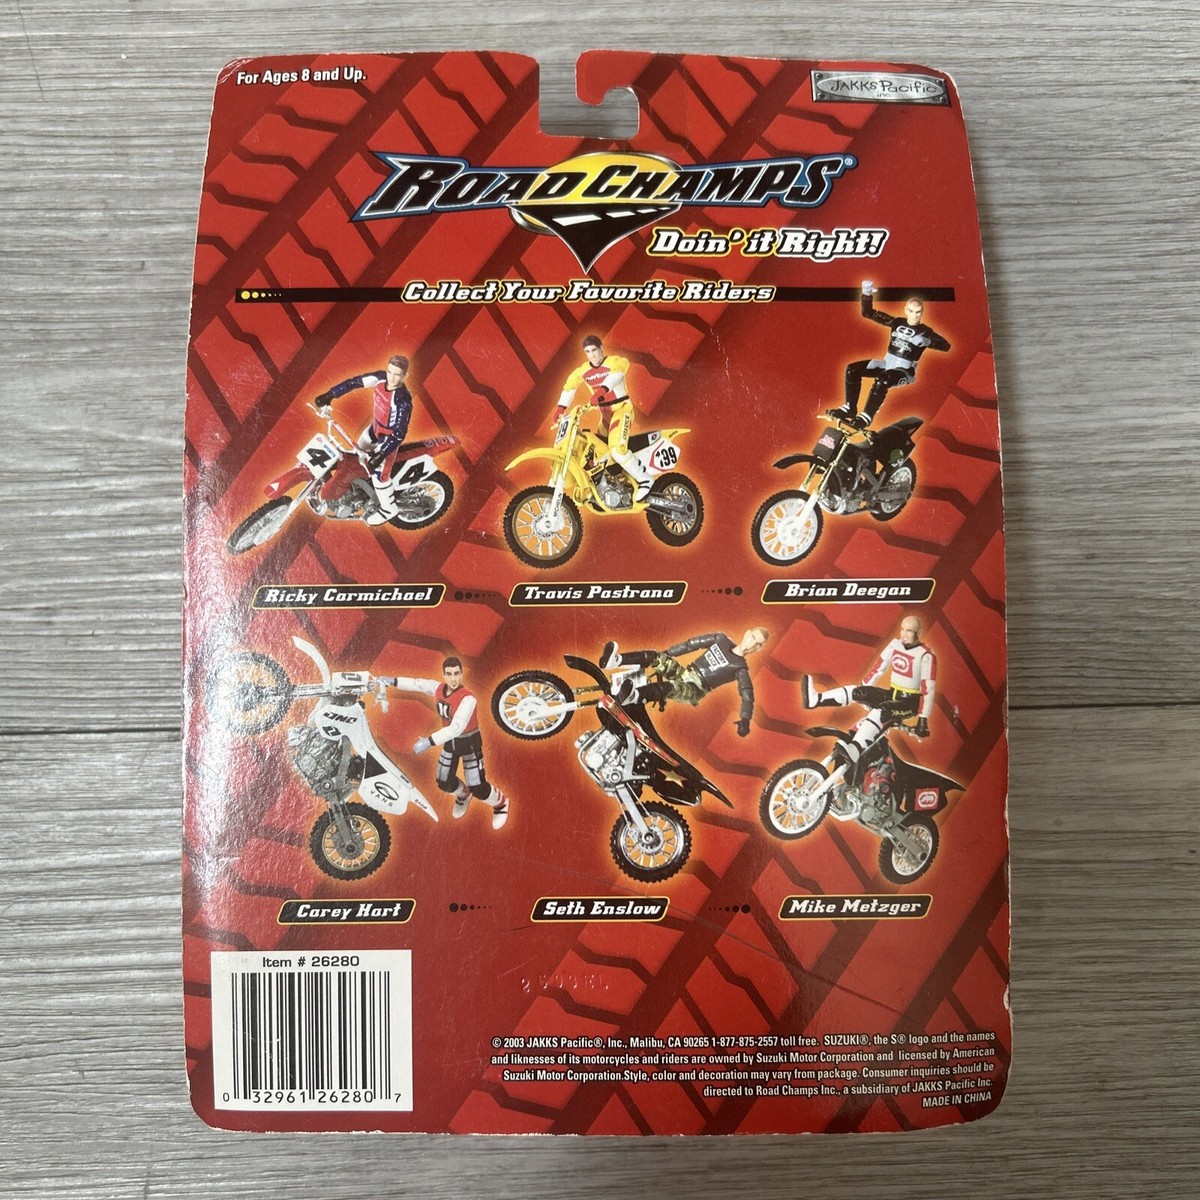 For Ages 8 and Up.
JAKKS Pacific
inc.
ROAD CHAMPS®
Doin' it Right!
Collect Your Favorite Riders
4
4
199
Ricky Carmichael
Travis Pastrana
Brian Deegan
Carey Hart
Seth Enslow
Mike Metzger
Item # 26280
0 32961 26280 7
© 2003 JAKKS Pacific®, Inc., Malibu, CA 90265 1-877-875-2557 toll free. SUZUKI®, the S® logo and the names
and liknesses of its motorcycles and riders are owned by Suzuki Motor Corporation and licensed by American
Suzuki Motor Corporation.Style, color and decoration may vary from package. Consumer inquiries should be
directed to Road Champs Inc., a subsidiary of JAKKS Pacific Inc.
MADE IN CHINA